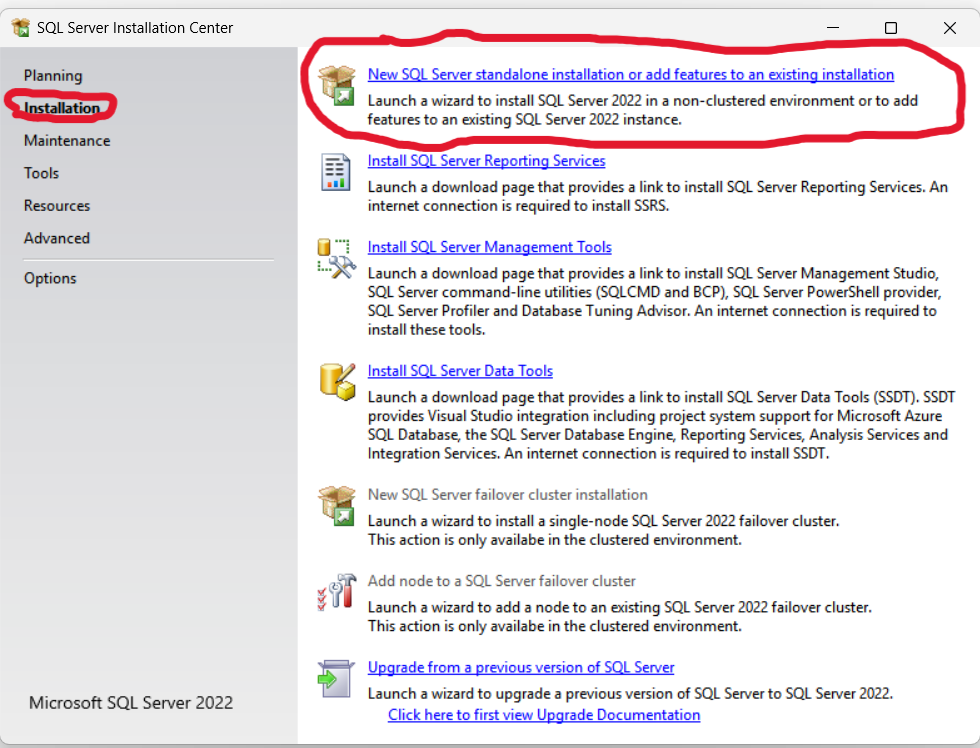 SQL Server Installation Center
Planning
Installation
Maintenance
Tools
Resources
Advanced
Options
Microsoft SQL Server 2022
New SQL Server standalone installation or add features to an existing installation
Launch a wizard to install SQL Server 2022 in a non-clustered environment or to add
features to an existing SQL Server 2022 instance.
Install SQL Server Reporting Services
Launch a download page that provides a link to install SQL Server Reporting Services. An
internet connection is required to install SSRS.
Install SQL Server Management Tools
Launch a download page that provides a link to install SQL Server Management Studio,
SQL Server command-line utilities (SQLCMD and BCP), SQL Server PowerShell provider,
SQL Server Profiler and Database Tuning Advisor. An internet connection is required to
install these tools.
Install SQL Server Data Tools
Launch a download page that provides a link to install SQL Server Data Tools (SSDT). SSDT
provides Visual Studio integration including project system support for Microsoft Azure
SQL Database, the SQL Server Database Engine, Reporting Services, Analysis Services and
Integration Services. An internet connection is required to install SSDT.
New SQL Server failover cluster installation
Launch a wizard to install a single-node SQL Server 2022 failover cluster.
This action is only availabe in the clustered environment.
Add node to a SQL Server failover cluster
Launch a wizard to add a node to an existing SQL Server 2022 failover cluster.
This action is only availabe in the clustered environment.
Upgrade from a previous version of SQL Server
Launch a wizard to upgrade a previous version of SQL Server to SQL Server 2022.
Click here to first view Upgrade Documentation